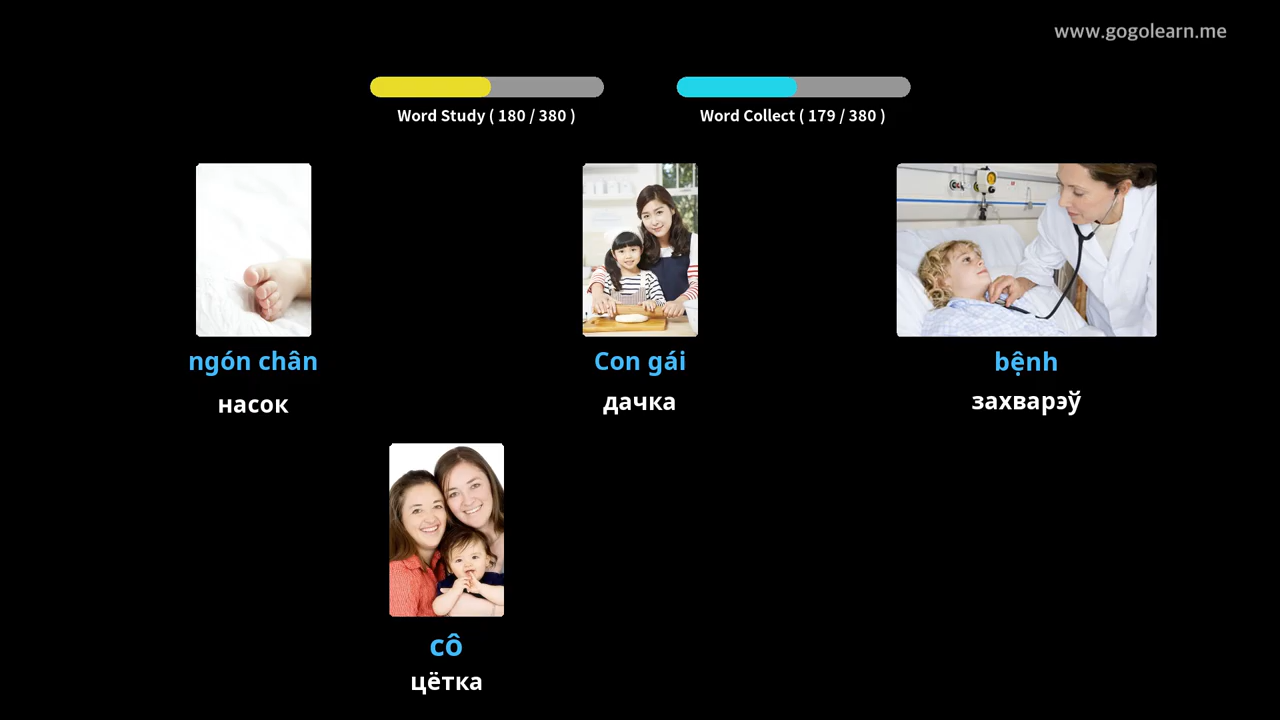 www.gogolearn.me
Word Study ( 180 / 380 )
Word Collect ( 179 / 380 )
ngón chân
насок
Con gái
дачка
bệnh
захварэў
cô
цётка